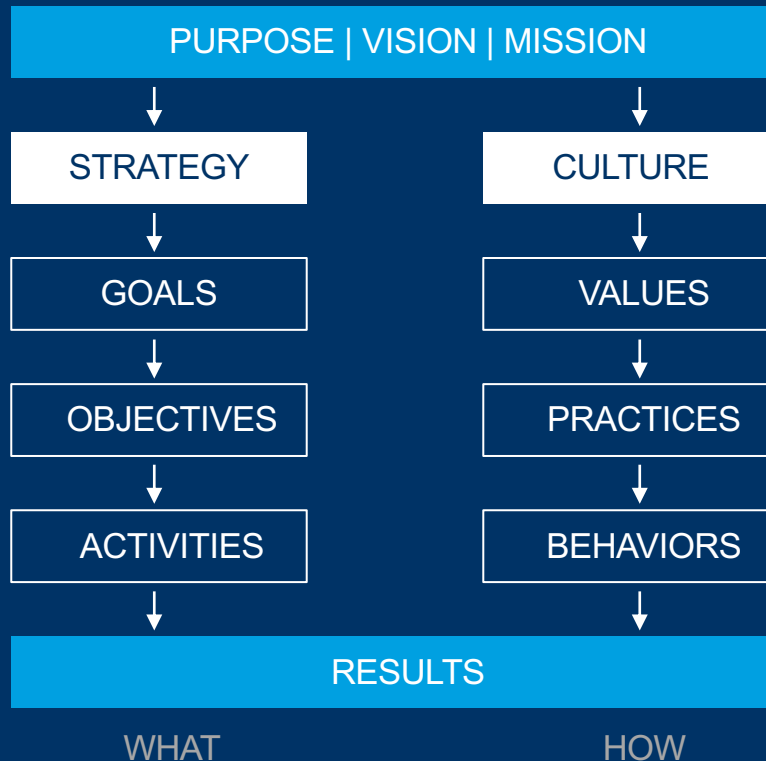 PURPOSE | VISION | MISSION
STRATEGY
CULTURE
GOALS
VALUES
OBJECTIVES
PRACTICES
ACTIVITIES
BEHAVIORS
RESULTS
WHAT
HOW